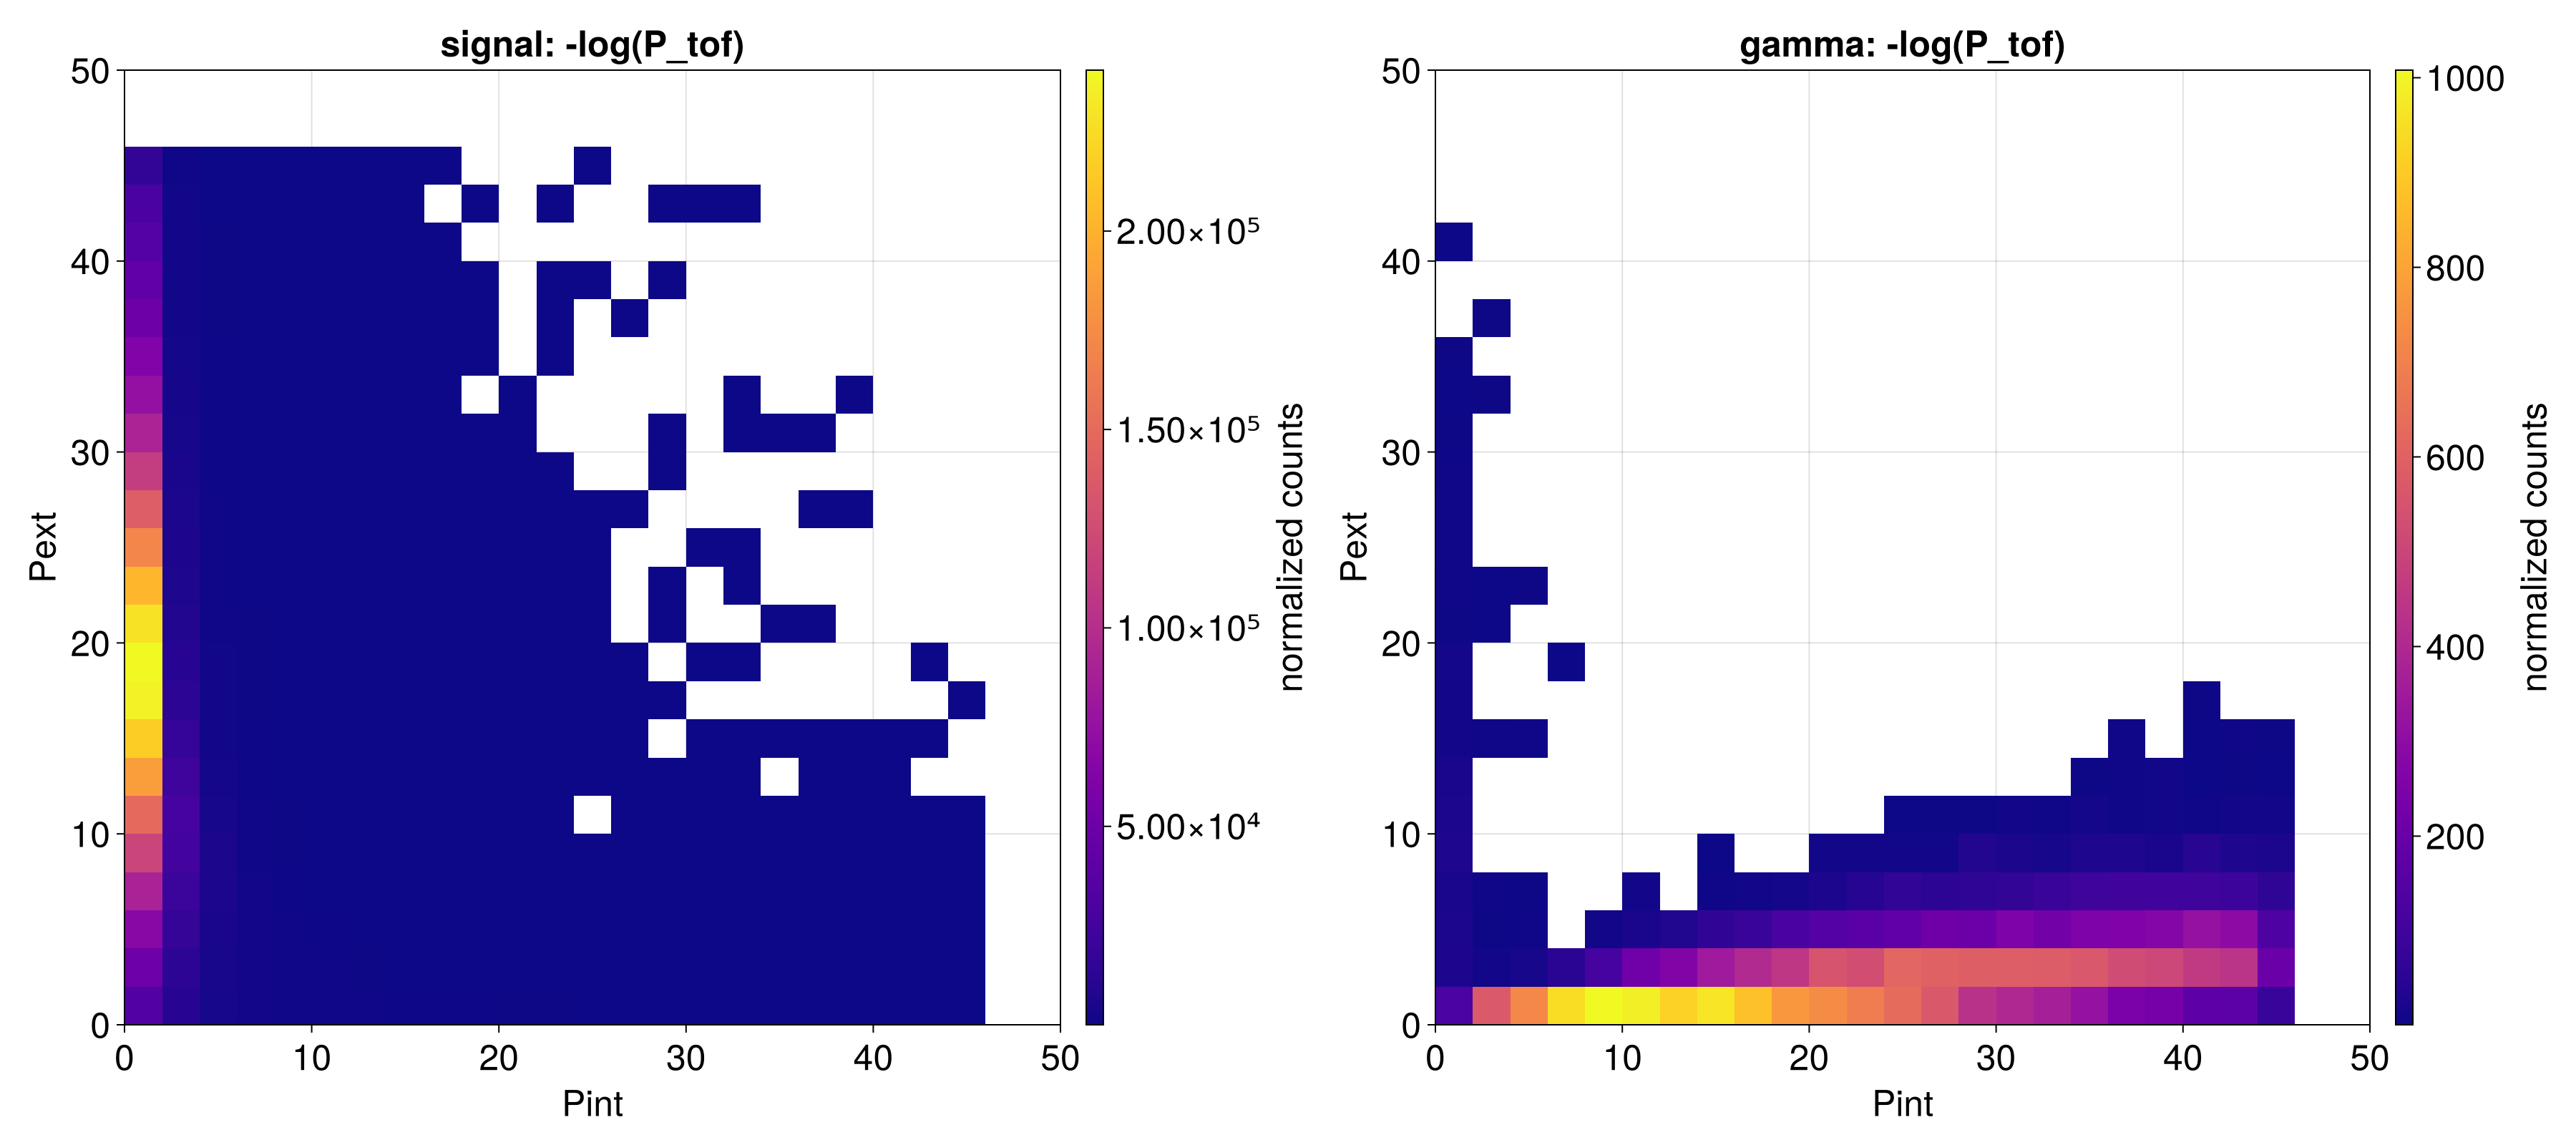 signal: -log(P_tof)
50
40
30
20
10
0
Pext
0 10 20 30 40 50
Pint
2.00×10⁵
1.50×10⁵
1.00×10⁵
5.00×10⁴
normalized counts
gamma: -log(P_tof)
50
40
30
20
10
0
Pext
0 10 20 30 40 50
Pint
1000
800
600
400
200
normalized counts